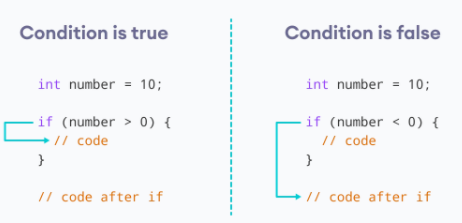 Condition is true
int number = 10;
if (number > 0) {
// code
}
// code after if
Condition is false
int number = 10;
if (number < 0) {
// code
}
// code after if